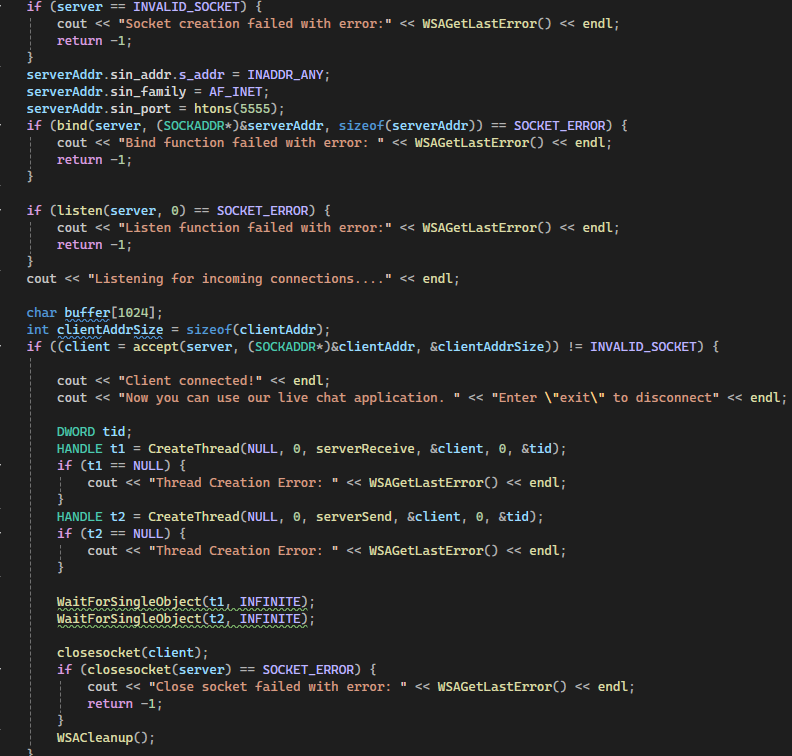 if (server == INVALID_SOCKET) {
    cout << "Socket creation failed with error:" << WSAGetLastError() << endl;
    return -1;
}
serverAddr.sin_addr.s_addr = INADDR_ANY;
serverAddr.sin_family = AF_INET;
serverAddr.sin_port = htons(5555);
if (bind(server, (SOCKADDR*)&serverAddr, sizeof(serverAddr)) == SOCKET_ERROR) {
    cout << "Bind function failed with error: " << WSAGetLastError() << endl;
    return -1;
}

if (listen(server, 0) == SOCKET_ERROR) {
    cout << "Listen function failed with error:" << WSAGetLastError() << endl;
    return -1;
}
cout << "Listening for incoming connections...." << endl;

char buffer[1024];
int clientAddrSize = sizeof(clientAddr);
if ((client = accept(server, (SOCKADDR*)&clientAddr, &clientAddrSize)) != INVALID_SOCKET) {

    cout << "Client connected!" << endl;
    cout << "Now you can use our live chat application. " << "Enter \"exit\" to disconnect" << endl;

    DWORD tid;
    HANDLE t1 = CreateThread(NULL, 0, serverReceive, &client, 0, &tid);
    if (t1 == NULL) {
        cout << "Thread Creation Error: " << WSAGetLastError() << endl;
    }
    HANDLE t2 = CreateThread(NULL, 0, serverSend, &client, 0, &tid);
    if (t2 == NULL) {
        cout << "Thread Creation Error: " << WSAGetLastError() << endl;
    }

    WaitForSingleObject(t1, INFINITE);
    WaitForSingleObject(t2, INFINITE);

    closesocket(client);
    if (closesocket(server) == SOCKET_ERROR) {
        cout << "Close socket failed with error: " << WSAGetLastError() << endl;
        return -1;
    }
    WSACleanup();
}